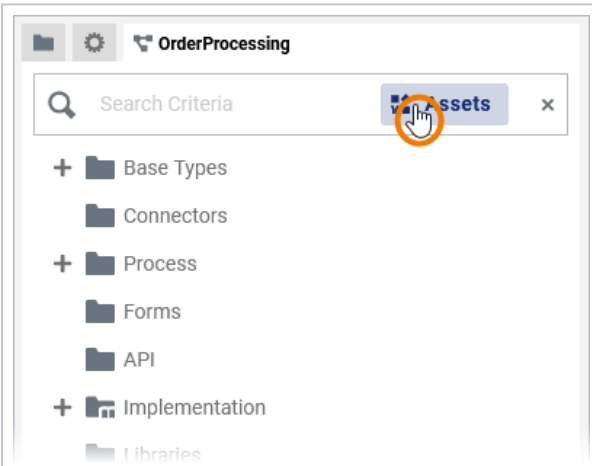 OrderProcessing
Search Criteria Assets ×
Base Types
Connectors
Process
Forms
API
Implementation
Libraries